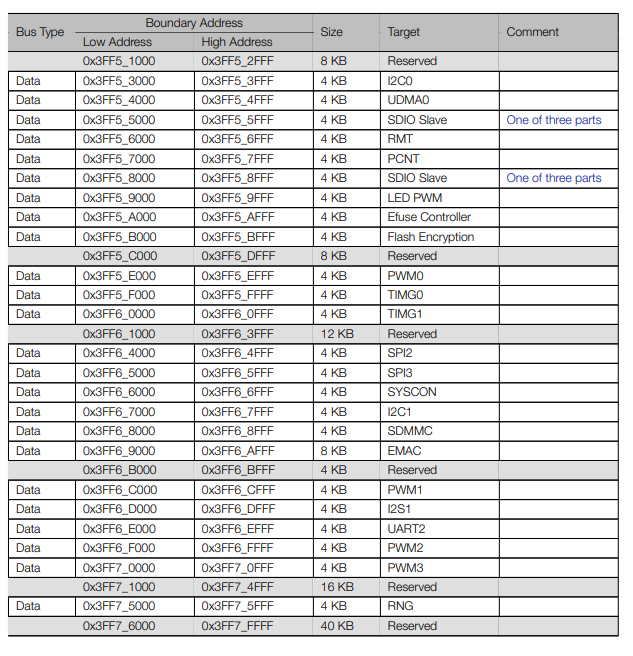 Bus Type Boundary Address Size Target Comment
Low Address High Address
0x3FF5_1000 0x3FF5_2FFF 8 KB Reserved
Data 0x3FF5_3000 0x3FF5_3FFF 4 KB I2C0
Data 0x3FF5_4000 0x3FF5_4FFF 4 KB UDMA0
Data 0x3FF5_5000 0x3FF5_5FFF 4 KB SDIO Slave One of three parts
Data 0x3FF5_6000 0x3FF5_6FFF 4 KB RMT
Data 0x3FF5_7000 0x3FF5_7FFF 4 KB PCNT
Data 0x3FF5_8000 0x3FF5_8FFF 4 KB SDIO Slave One of three parts
Data 0x3FF5_9000 0x3FF5_9FFF 4 KB LED PWM
Data 0x3FF5_A000 0x3FF5_AFFF 4 KB Efuse Controller
Data 0x3FF5_B000 0x3FF5_BFFF 4 KB Flash Encryption
0x3FF5_C000 0x3FF5_DFFF 8 KB Reserved
Data 0x3FF5_E000 0x3FF5_EFFF 4 KB PWM0
Data 0x3FF5_F000 0x3FF5_FFFF 4 KB TIMG0
Data 0x3FF6_0000 0x3FF6_0FFF 4 KB TIMG1
0x3FF6_1000 0x3FF6_3FFF 12 KB Reserved
Data 0x3FF6_4000 0x3FF6_4FFF 4 KB SPI2
Data 0x3FF6_5000 0x3FF6_5FFF 4 KB SPI3
Data 0x3FF6_6000 0x3FF6_6FFF 4 KB SYSCON
Data 0x3FF6_7000 0x3FF6_7FFF 4 KB I2C1
Data 0x3FF6_8000 0x3FF6_8FFF 4 KB SDMMC
Data 0x3FF6_9000 0x3FF6_AFFF 8 KB EMAC
0x3FF6_B000 0x3FF6_BFFF 4 KB Reserved
Data 0x3FF6_C000 0x3FF6_CFFF 4 KB PWM1
Data 0x3FF6_D000 0x3FF6_DFFF 4 KB I2S1
Data 0x3FF6_E000 0x3FF6_EFFF 4 KB UART2
Data 0x3FF6_F000 0x3FF6_FFFF 4 KB PWM2
Data 0x3FF7_0000 0x3FF7_0FFF 4 KB PWM3
0x3FF7_1000 0x3FF7_4FFF 16 KB Reserved
Data 0x3FF7_5000 0x3FF7_5FFF 4 KB RNG
0x3FF7_6000 0x3FF7_FFFF 40 KB Reserved